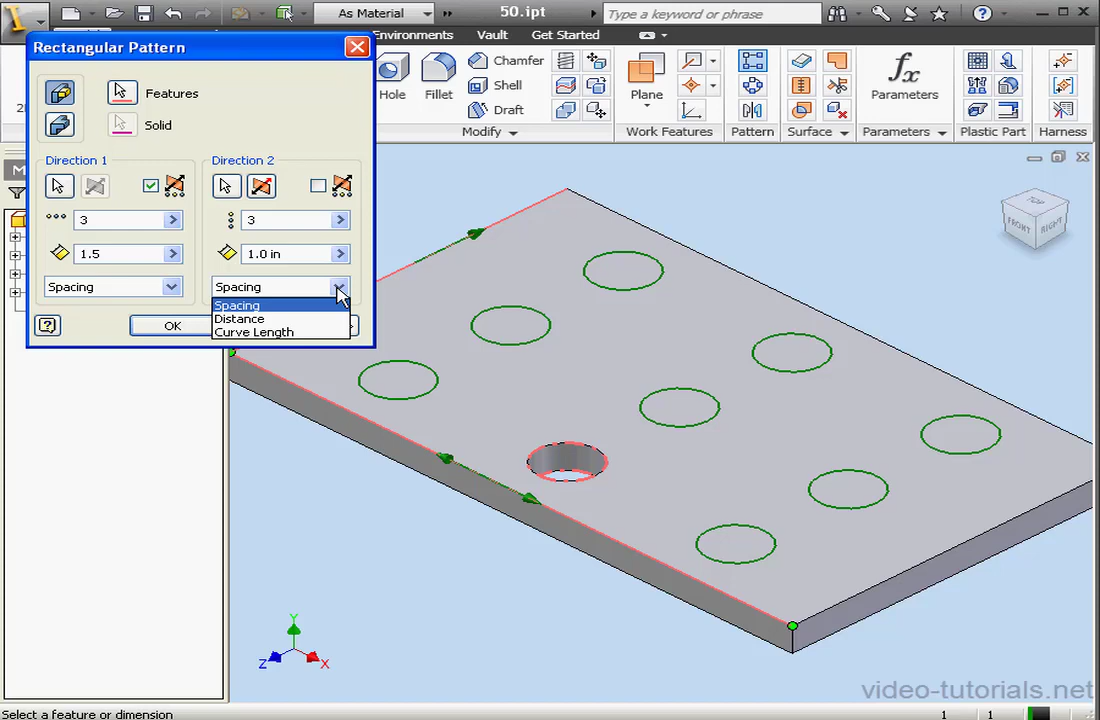 As Material
50.ipt
Type a keyword or phrase
Rectangular Pattern
Environments
Vault
Get Started
Features
Solid
Hole
Fillet
Chamfer
Shell
Draft
Plane
Parameters
Modify
Work Features
Pattern
Surface
Parameters
Plastic Part
Harness
Direction 1
Direction 2
3
3
1.5
1.0 in
Spacing
Spacing
Spacing
Distance
Curve Length
OK
TOP
FRONT
RIGHT
Y
Z
X
video-tutorials.net
Select a feature or dimension
1
1